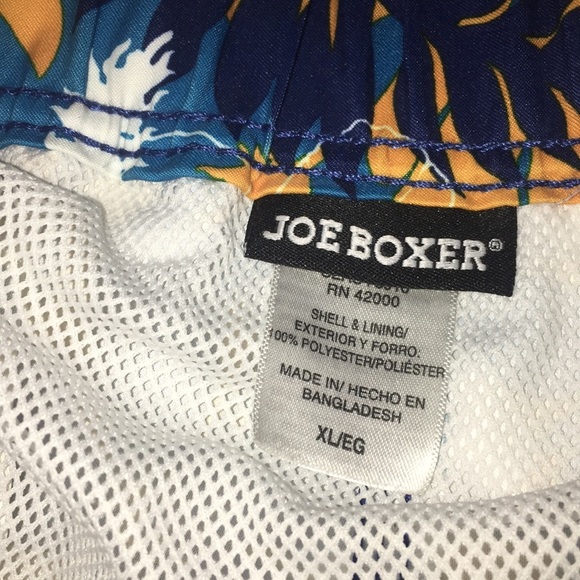 JOE BOXER®
RN 42000
SHELL & LINING/
EXTERIOR Y FORRO.
100% POLYESTER/POLIÉSTER
MADE IN/ HECHO EN
BANGLADESH
XL/EG